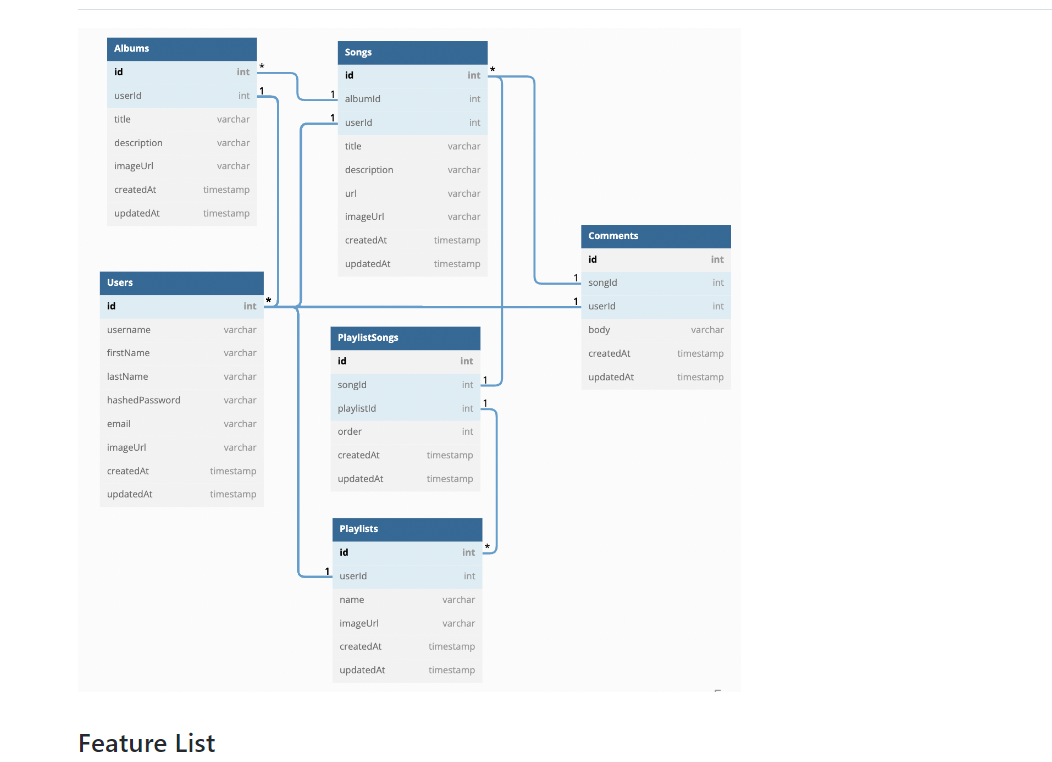 Albums
id int
userId int
title varchar
description varchar
imageUrl varchar
createdAt timestamp
updatedAt timestamp
* 
1
Songs
id int
albumId int
userId int
title varchar
description varchar
url varchar
imageUrl varchar
createdAt timestamp
updatedAt timestamp
*
1
1
Comments
id int
songId int
userId int
body varchar
createdAt timestamp
updatedAt timestamp
1
1
Users
id int
username varchar
firstName varchar
lastName varchar
hashedPassword varchar
email varchar
imageUrl varchar
createdAt timestamp
updatedAt timestamp
*
PlaylistSongs
id int
songId int
playlistId int
order int
createdAt timestamp
updatedAt timestamp
1
1
Playlists
id int
userId int
name varchar
imageUrl varchar
createdAt timestamp
updatedAt timestamp
*
1
Feature List